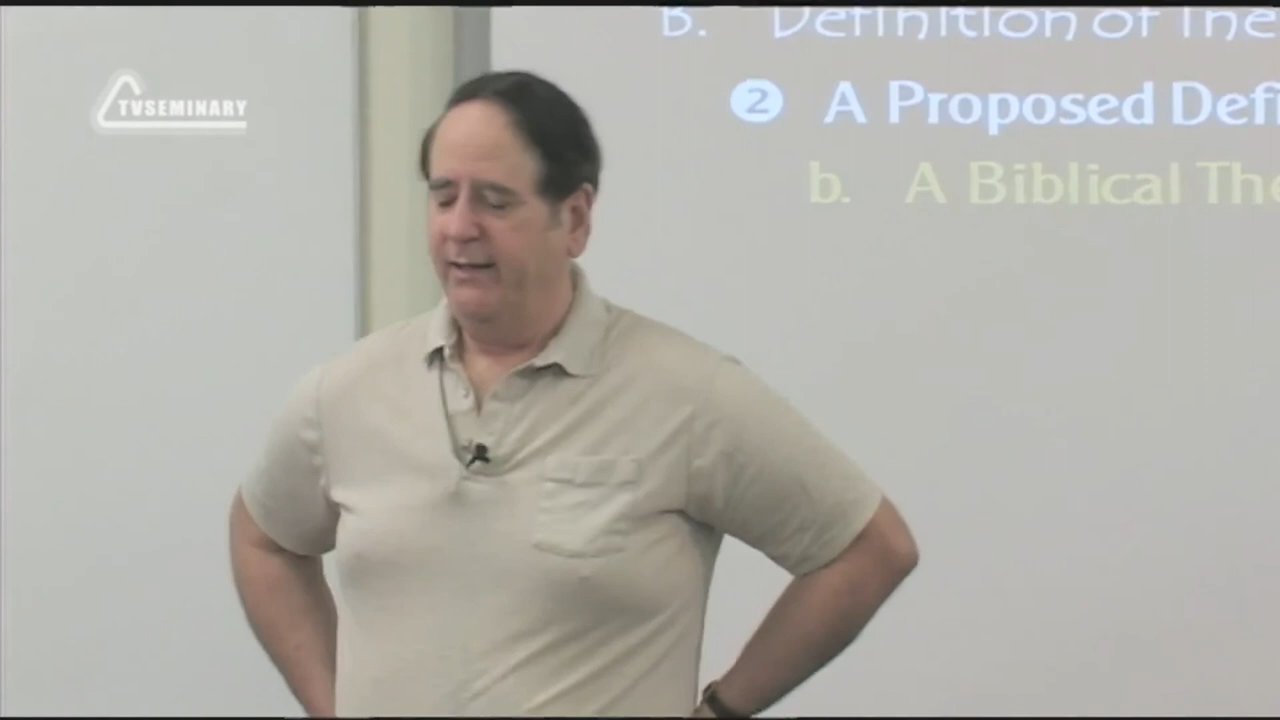 B. Definition of The
TVSEMINARY
2 A Proposed Defi
b. A Biblical The